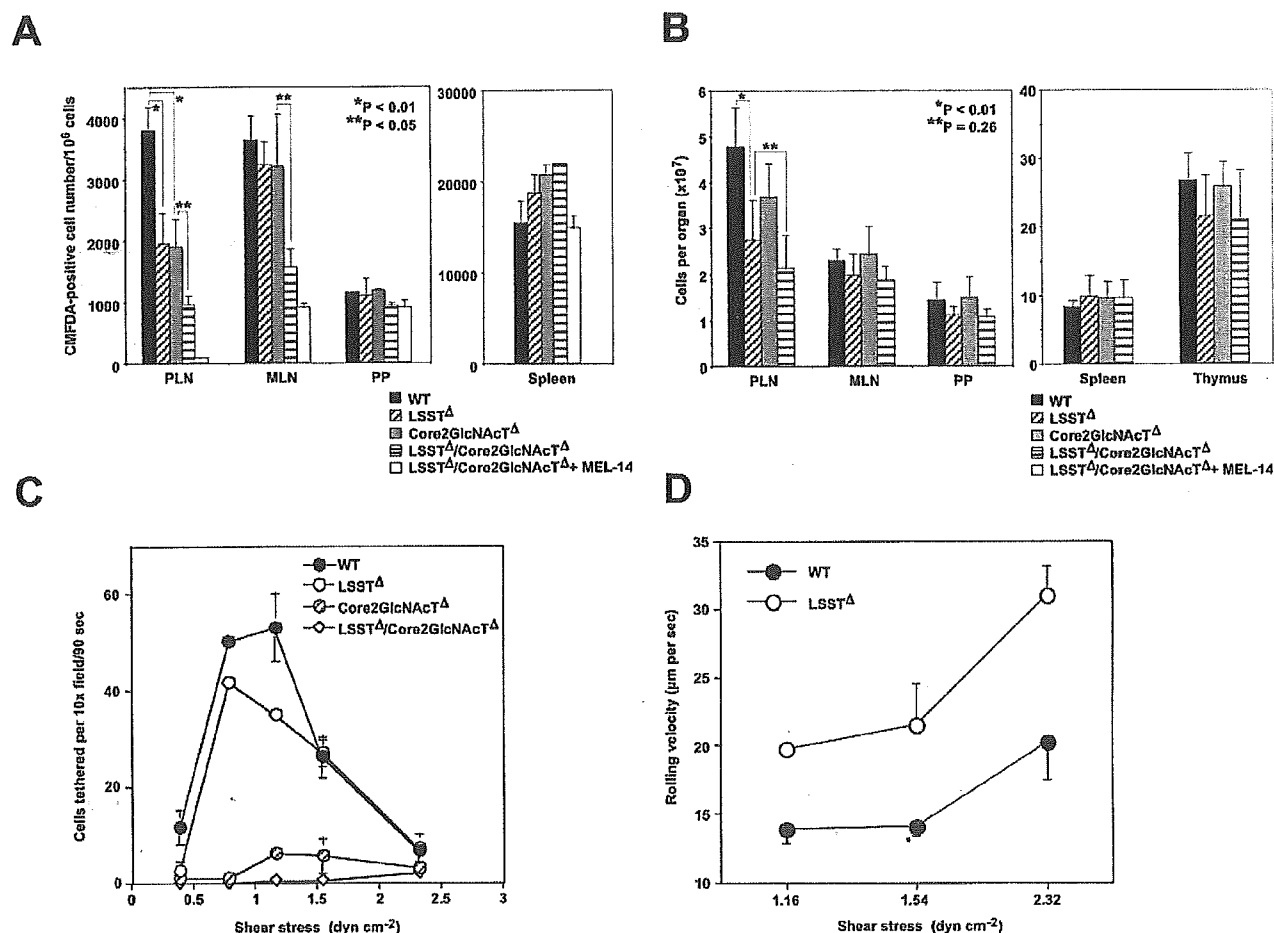 A
CMFDA-positive cell number/10⁶ cells
4000
3000
2000
1000
0
*
*
**
**
*P < 0.01
**P < 0.05
PLN
MLN
PP
30000
20000
10000
0
Spleen
WT
LSSTΔ
Core2GlcNAcTΔ
LSSTΔ/Core2GlcNAcTΔ
LSSTΔ/Core2GlcNAcTΔ+ MEL-14
B
Cells per organ (x10⁷)
6
5
4
3
2
1
0
*
**
*P < 0.01
**P = 0.26
PLN
MLN
PP
40
30
20
10
0
Spleen
Thymus
WT
LSSTΔ
Core2GlcNAcTΔ
LSSTΔ/Core2GlcNAcTΔ
LSSTΔ/Core2GlcNAcTΔ+ MEL-14
C
Cells tethered per 10x field/90 sec
60
40
20
0
WT
LSSTΔ
Core2GlcNAcTΔ
LSSTΔ/Core2GlcNAcTΔ
0 0.5 1 1.5 2 2.5 3
Shear stress (dyn cm⁻²)
D
Rolling velocity (µm per sec)
35
30
25
20
15
10
WT
LSSTΔ
1.16 1.54 2.32
Shear stress (dyn cm⁻²)